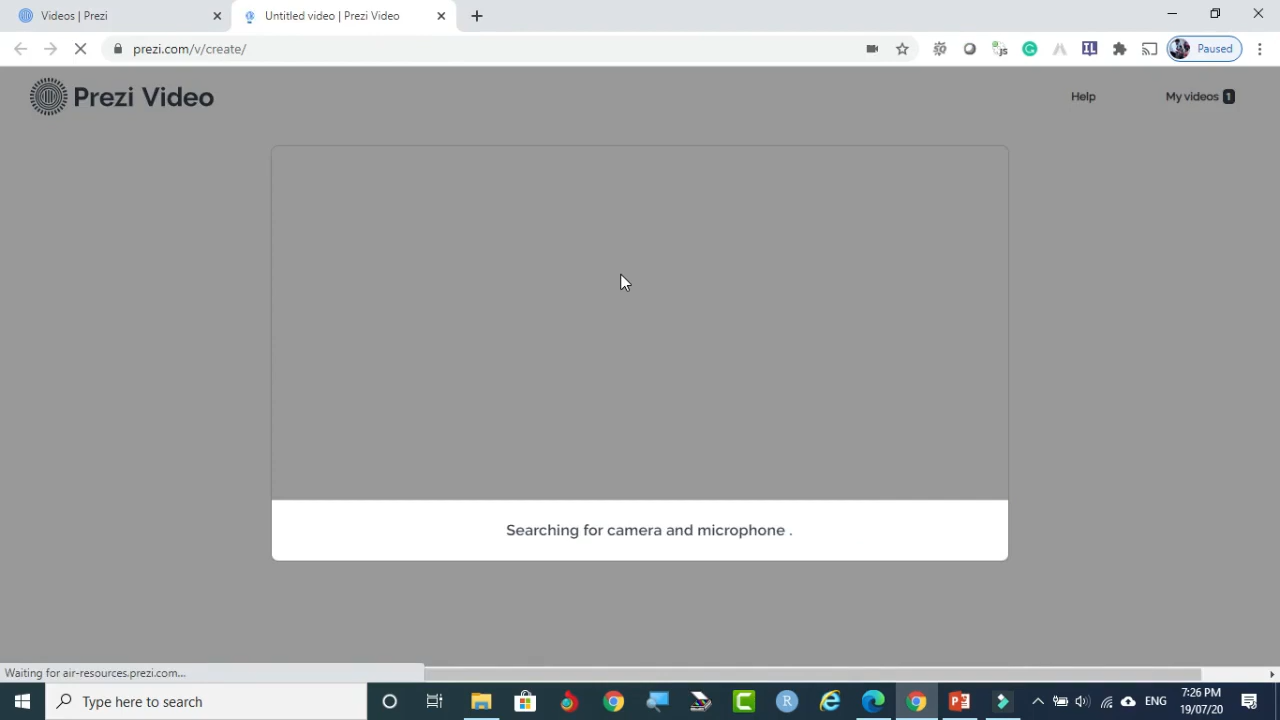 Videos | Prezi
Untitled video | Prezi Video
prezi.com/v/create/
IL
Paused
Prezi Video
Help
My videos 1
Searching for camera and microphone .
Waiting for air-resources.prezi.com...
Type here to search
ENG
7:26 PM
19/07/20